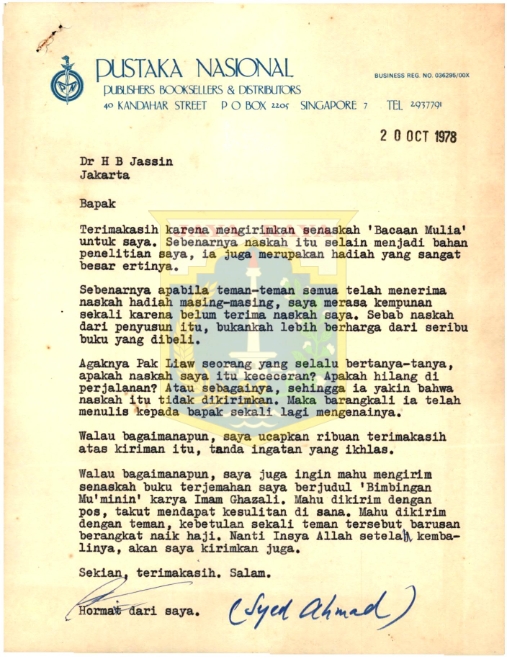 PUSTAKA NASIONAL
BUSINESS REG. NO. 036295/00X
PUBLISHERS BOOKSELLERS & DISTRIBUTORS
40 KANDAHAR STREET P O BOX 2205 SINGAPORE 7 TEL 2937791
20 OCT 1978
Dr H B Jassin
Jakarta
Bapak
Terimakasih karena mengirimkan senaskah 'Bacaan Mulia'
untuk saya. Sebenarnya naskah itu selain menjadi bahan
penelitian saya, ia juga merupakan hadiah yang sangat
besar ertinya.
Sebenarnya apabila teman-teman semua telah menerima
naskah hadiah masing-masing, saya merasa kempunan
sekali karena belum terima naskah saya. Sebab naskah
dari penyusun itu, bukankah lebih berharga dari seribu
buku yang dibeli.
Agaknya Pak Liaw seorang yang selalu bertanya-tanya,
apakah naskah saya itu kececeran? Apakah hilang di
perjalanan? Atau sebagainya, sehingga ia yakin bahwa
naskah itu tidak dikirimkan. Maka barangkali ia telah
menulis kepada bapak sekali lagi mengenainya.
Walau bagaimanapun, saya ucapkan ribuan terimakasih
atas kiriman itu, tanda ingatan yang ikhlas.
Walau bagaimanapun, saya juga ingin mahu mengirim
senaskah buku terjemahan saya berjudul 'Bimbingan
Mu'minin' karya Imam Ghazali. Mahu dikirim dengan
pos, takut mendapat kesulitan di sana. Mahu dikirim
dengan teman, kebetulan sekali teman tersebut barusan
berangkat naik haji. Nanti Insya Allah setelah kemba-
linya, akan saya kirimkan juga.
Sekian, terimakasih. Salam.
Hormat dari saya. (Syed Ahmad)